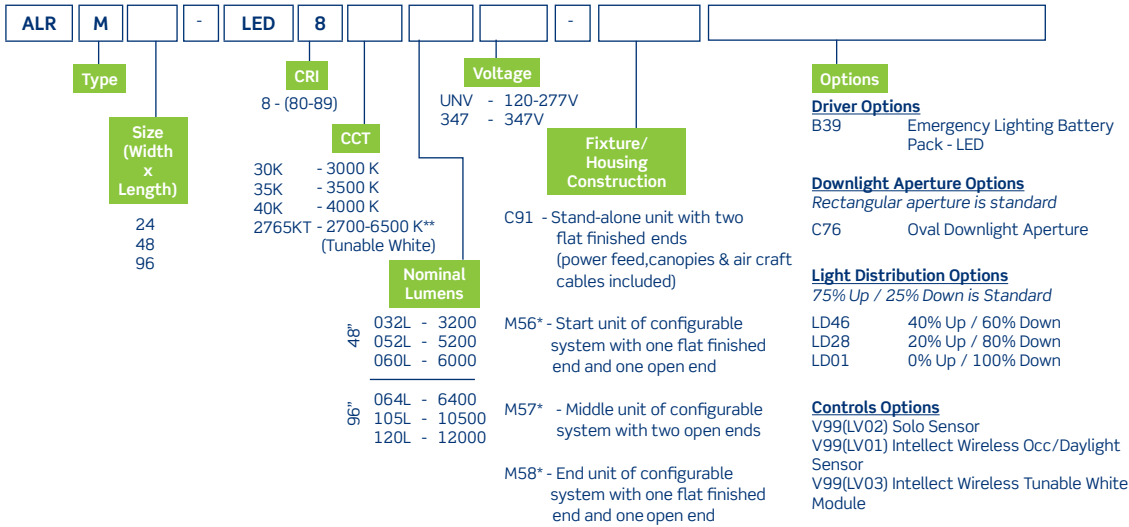 ALR M - LED 8 -
Type
Size
(Width
x
Length)
24
48
96
CRI
8 - (80-89)
CCT
30K - 3000 K
35K - 3500 K
40K - 4000 K
2765KT - 2700-6500 K**
(Tunable White)
Nominal
Lumens
48"
032L - 3200
052L - 5200
060L - 6000
96"
064L - 6400
105L - 10500
120L - 12000
Voltage
UNV - 120-277V
347 - 347V
Fixture/
Housing
Construction
C91 - Stand-alone unit with two
flat finished ends
(power feed,canopies & air craft
cables included)
M56* - Start unit of configurable
system with one flat finished
end and one open end
M57* - Middle unit of configurable
system with two open ends
M58* - End unit of configurable
system with one flat finished
end and one open end
Options
Driver Options
B39 Emergency Lighting Battery
Pack - LED
Downlight Aperture Options
Rectangular aperture is standard
C76 Oval Downlight Aperture
Light Distribution Options
75% Up / 25% Down is Standard
LD46 40% Up / 60% Down
LD28 20% Up / 80% Down
LD01 0% Up / 100% Down
Controls Options
V99(LV02) Solo Sensor
V99(LV01) Intellect Wireless Occ/Daylight
Sensor
V99(LV03) Intellect Wireless Tunable White
Module